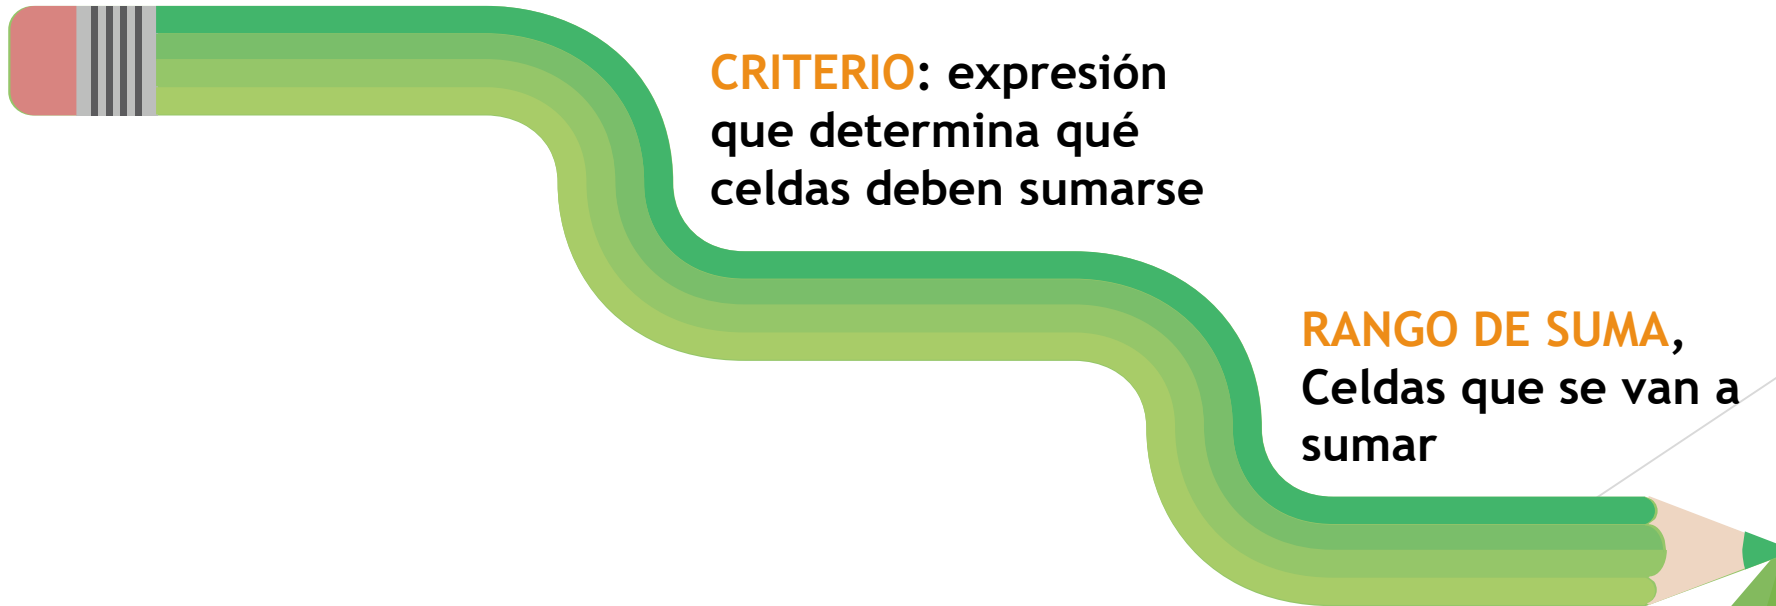 CRITERIO: expresión
que determina qué
celdas deben sumarse
RANGO DE SUMA,
Celdas que se van a
sumar